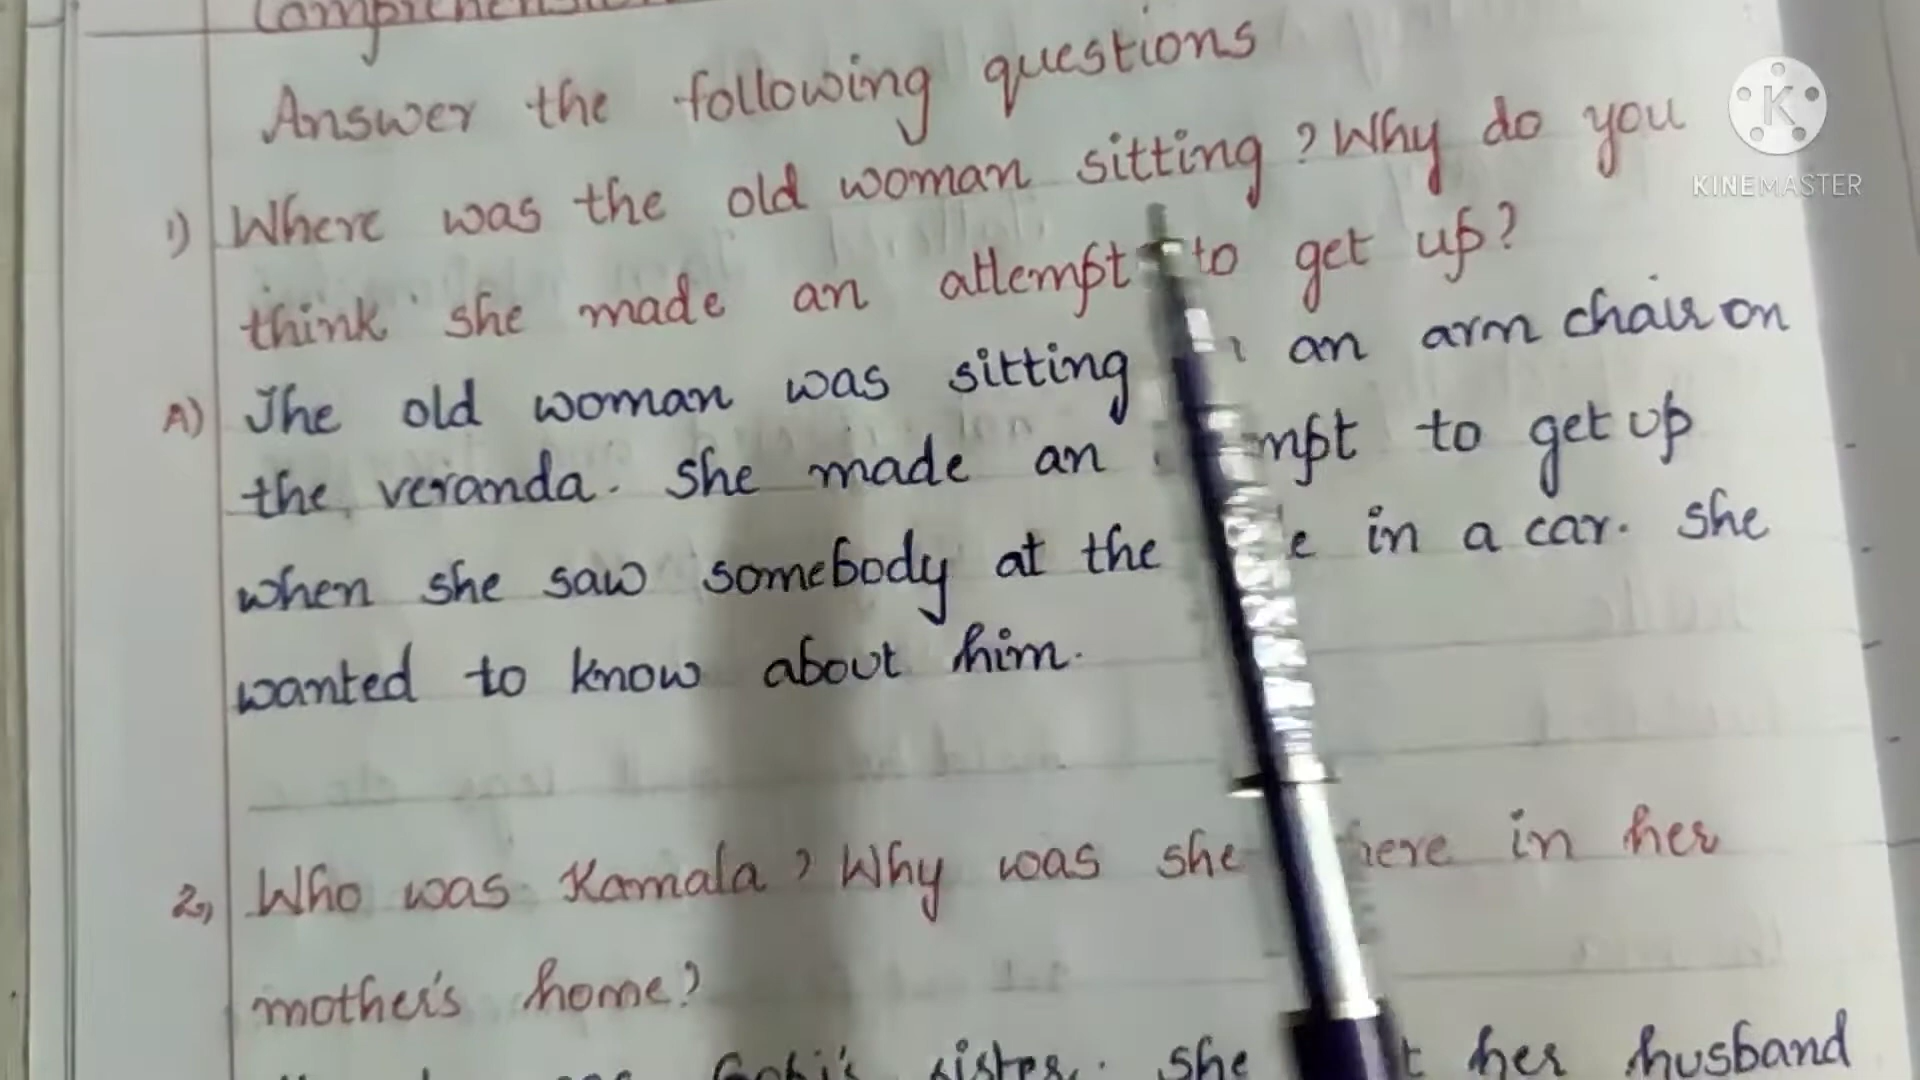 Comprehension
Answer the following questions
1) Where was the old woman sitting? Why do you
think she made an attempt to get up?
A) The old woman was sitting an arm chair on
the veranda. She made an to get up
when she saw somebody at the in a car. She
wanted to know about him.
2, Who was Kamala? Why was she in her
mother's home?
sister. She her husband
KINEMASTER